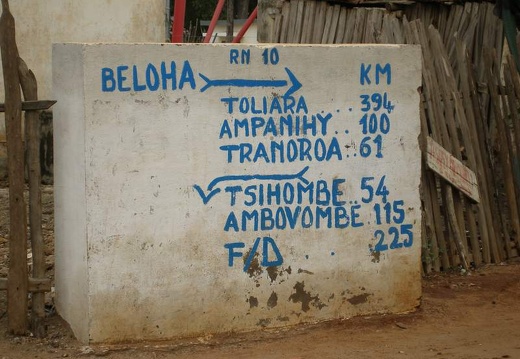 RN 10
BELOHA KM
TOLIARA ... 394
AMPANIHY .. 100
TRANOROA .. 61
TSIHOMBE .. 54
AMBOVOMBE 115
F/D . 225